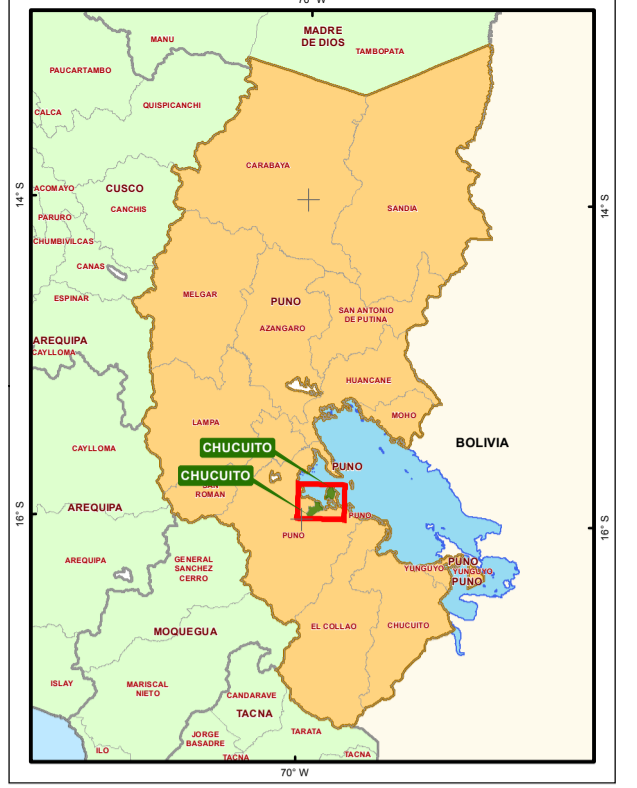 70° W
MADRE
DE DIOS
MANU
TAMBOPATA
PAUCARTAMBO
QUISPICANCHI
CALCA
CARABAYA
ACOMAYO
CUSCO
14° S
14° S
CANCHIS
SANDIA
PARURO
CHUMBIVILCAS
CANAS
ESPINAR
MELGAR
PUNO
SAN ANTONIO
DE PUTINA
AZANGARO
AREQUIPA
CAYLLOMA
HUANCANE
MOHO
LAMPA
BOLIVIA
CHUCUITO
CAYLLOMA
PUNO
CHUCUITO
SAN
ROMAN
AREQUIPA
16° S
PUNO
16° S
PUNO
AREQUIPA
GENERAL
SANCHEZ
CERRO
PUNO
YUNGUYO
YUNGUYO
PUNO
MOQUEGUA
EL COLLAO
CHUCUITO
ISLAY
MARISCAL
NIETO
CANDARAVE
TACNA
JORGE
BASADRE
TARATA
ILO
TACNA
TACNA
70° W